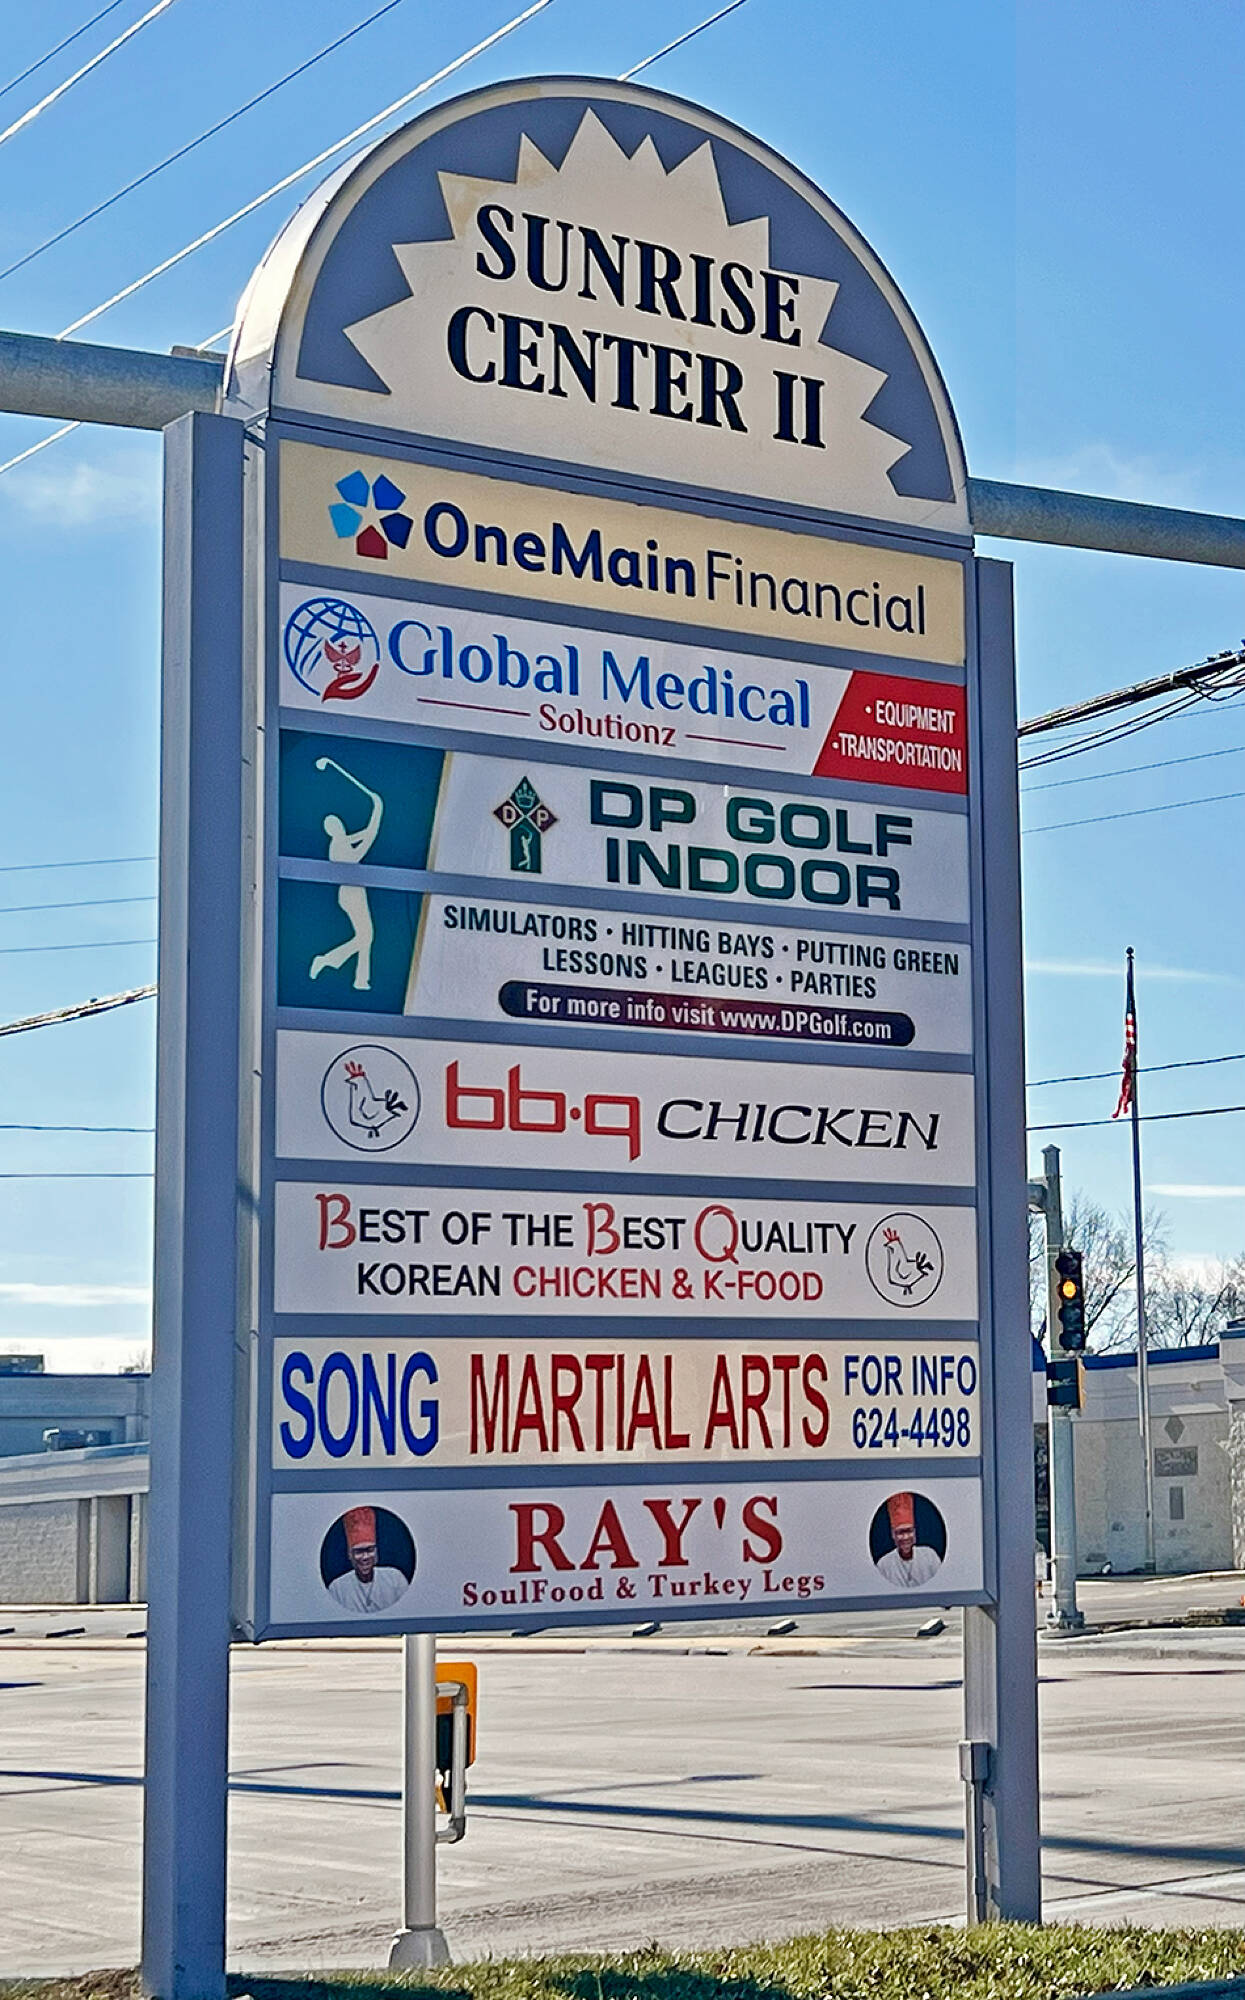 SUNRISE
CENTER II
OneMain Financial
Global Medical
Solutionz
• EQUIPMENT
•TRANSPORTATION
D P
DP GOLF
INDOOR
SIMULATORS • HITTING BAYS • PUTTING GREEN
LESSONS • LEAGUES • PARTIES
For more info visit www.DPGolf.com
bb.q CHICKEN
BEST OF THE BEST QUALITY
KOREAN CHICKEN & K-FOOD
SONG MARTIAL ARTS
FOR INFO
624-4498
RAY'S
SoulFood & Turkey Legs